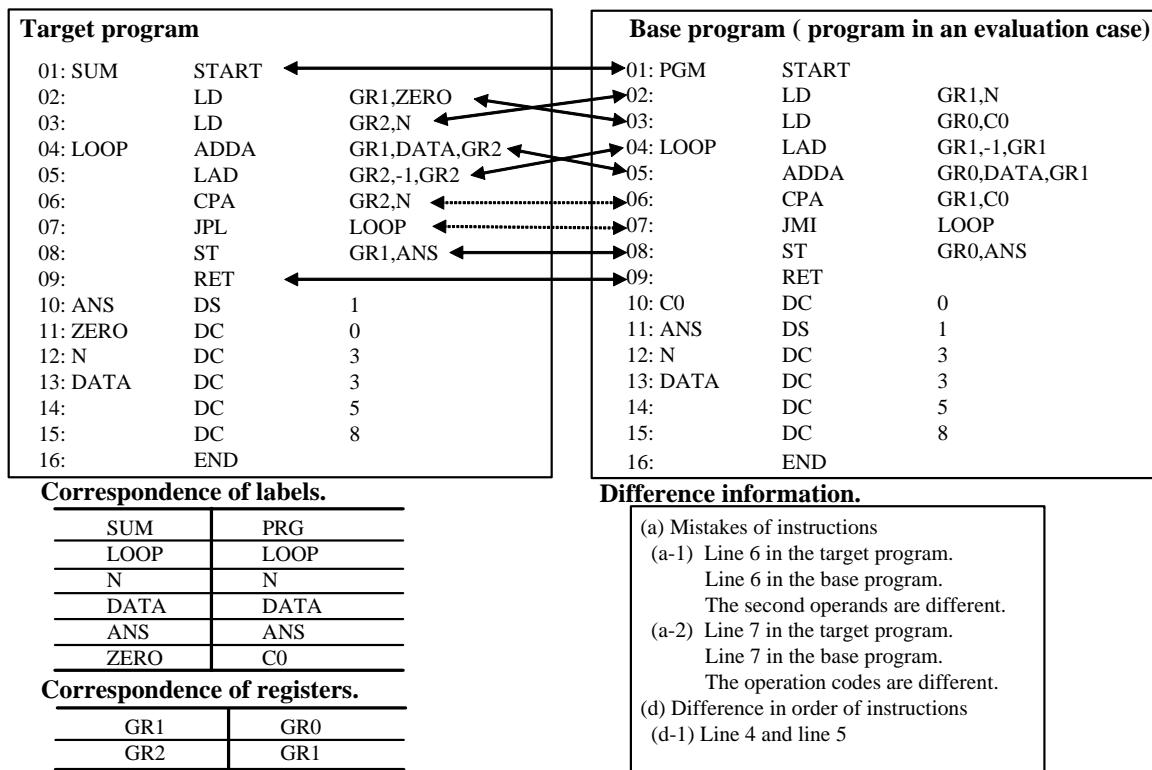 Target program
01: SUM START
02: LD GR1,ZERO
03: LD GR2,N
04: LOOP ADDA GR1,DATA,GR2
05: LAD GR2,-1,GR2
06: CPA GR2,N
07: JPL LOOP
08: ST GR1,ANS
09: RET
10: ANS DS 1
11: ZERO DC 0
12: N DC 3
13: DATA DC 3
14: DC 5
15: DC 8
16: END
Base program ( program in an evaluation case)
01: PGM START
02: LD GR1,N
03: LD GR0,C0
04: LOOP LAD GR1,-1,GR1
05: ADDA GR0,DATA,GR1
06: CPA GR1,C0
07: JMI LOOP
08: ST GR0,ANS
09: RET
10: C0 DC 0
11: ANS DS 1
12: N DC 3
13: DATA DC 3
14: DC 5
15: DC 8
16: END
Correspondence of labels.
SUM PRG
LOOP LOOP
N N
DATA DATA
ANS ANS
ZERO C0
Correspondence of registers.
GR1 GR0
GR2 GR1
Difference information.
(a) Mistakes of instructions
(a-1) Line 6 in the target program.
Line 6 in the base program.
The second operands are different.
(a-2) Line 7 in the target program.
Line 7 in the base program.
The operation codes are different.
(d) Difference in order of instructions
(d-1) Line 4 and line 5